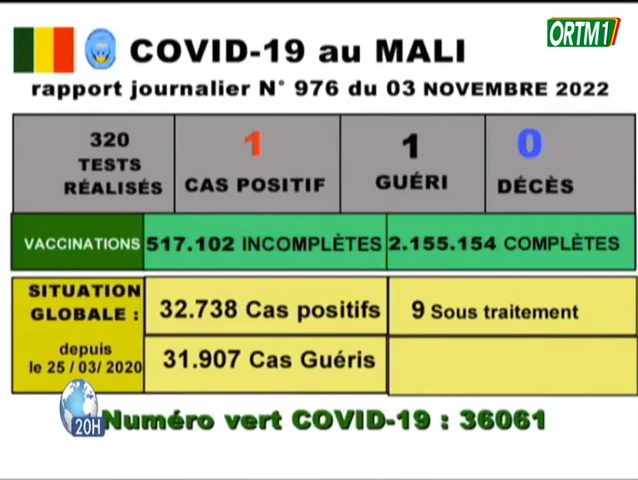 ORTM1
COVID-19 au MALI
rapport journalier N° 976 du 03 NOVEMBRE 2022
320
TESTS
RÉALISÉS
1
CAS POSITIF
1
GUÉRI
0
DÉCÈS
VACCINATIONS
517.102 INCOMPLÈTES
2.155.154 COMPLÈTES
SITUATION
GLOBALE :
depuis
le 25 / 03/ 2020
32.738 Cas positifs
9 Sous traitement
31.907 Cas Guéris
20H
Numéro vert COVID-19 : 36061